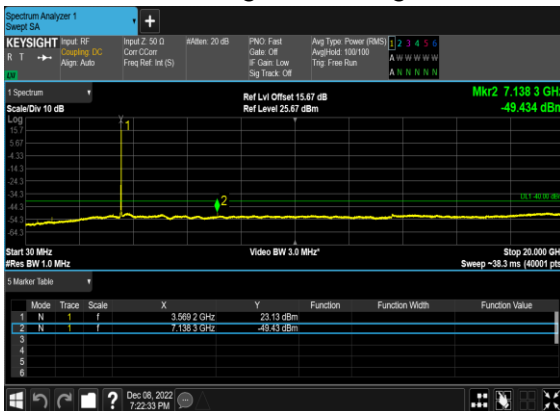 Spectrum Analyzer 1
Swept SA
KEYSIGHT Input: RF Input Z: 50 Ω #Atten: 20 dB PNO: Fast Avg Type: Power (RMS) 1 2 3 4 5 6
R T Coupling: DC Corr CCorr Gate: Off Avg|Hold: 100/100 A W W W W W
Align: Auto Freq Ref: Int (S) IF Gain: Low Trig: Free Run
LV Sig Track: Off A N N N N N
1 Spectrum Ref Lvl Offset 15.67 dB Mkr2 7.138 3 GHz
Scale/Div 10 dB Ref Level 25.67 dBm -49.434 dBm
Log
15.7 1
5.67
-4.33
-14.3
-24.3
-34.3 2 DL1 -40.00 dBm
-44.3
-54.3
-64.3
Start 30 MHz Video BW 3.0 MHz* Stop 20.000 GHz
#Res BW 1.0 MHz Sweep ~38.3 ms (40001 pts)
5 Marker Table
Mode Trace Scale X Y Function Function Width Function Value
1 N 1 f 3.569 2 GHz 23.13 dBm
2 N 1 f 7.138 3 GHz -49.43 dBm
3
4
5
6
? Dec 08, 2022
7:22:33 PM